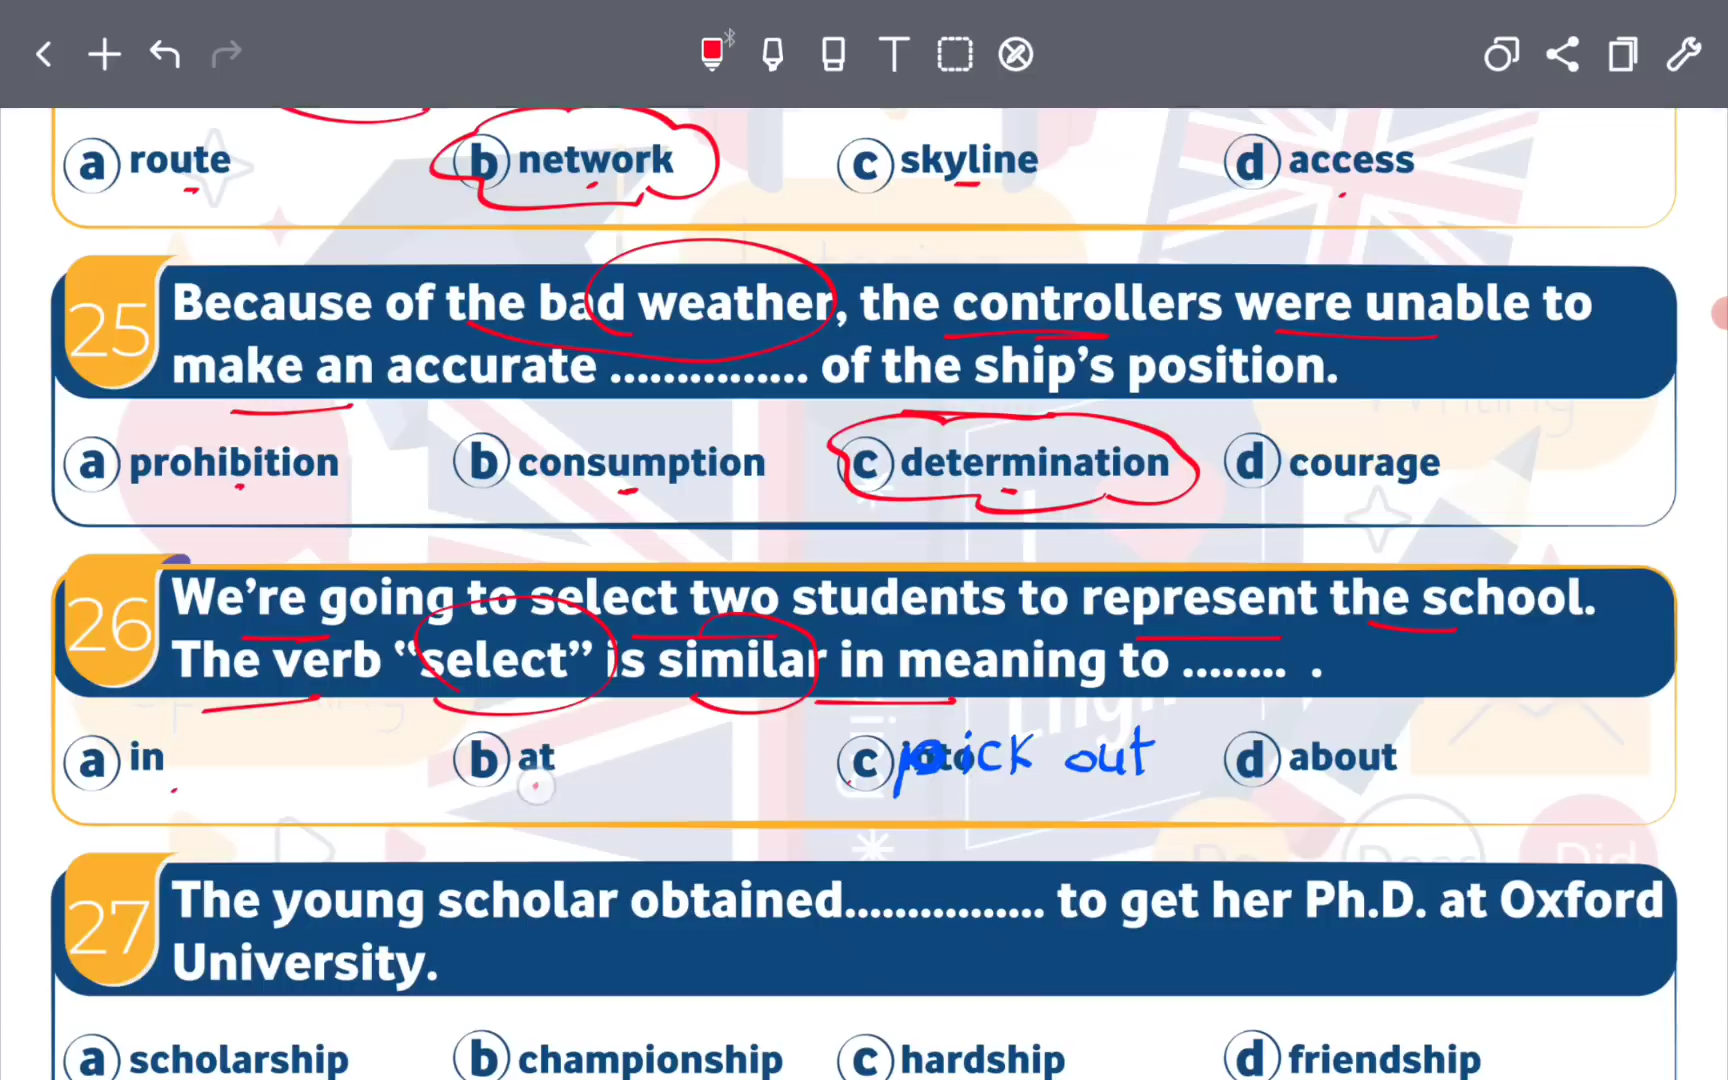 a route b network c skyline d access
25 Because of the bad weather, the controllers were unable to
make an accurate ............... of the ship's position.
a prohibition b consumption c determination d courage
26 We're going to select two students to represent the school.
The verb "select" is similar in meaning to ........ .
a in b at c into pick out d about
27 The young scholar obtained................ to get her Ph.D. at Oxford
University.
a scholarship b championship c hardship d friendship